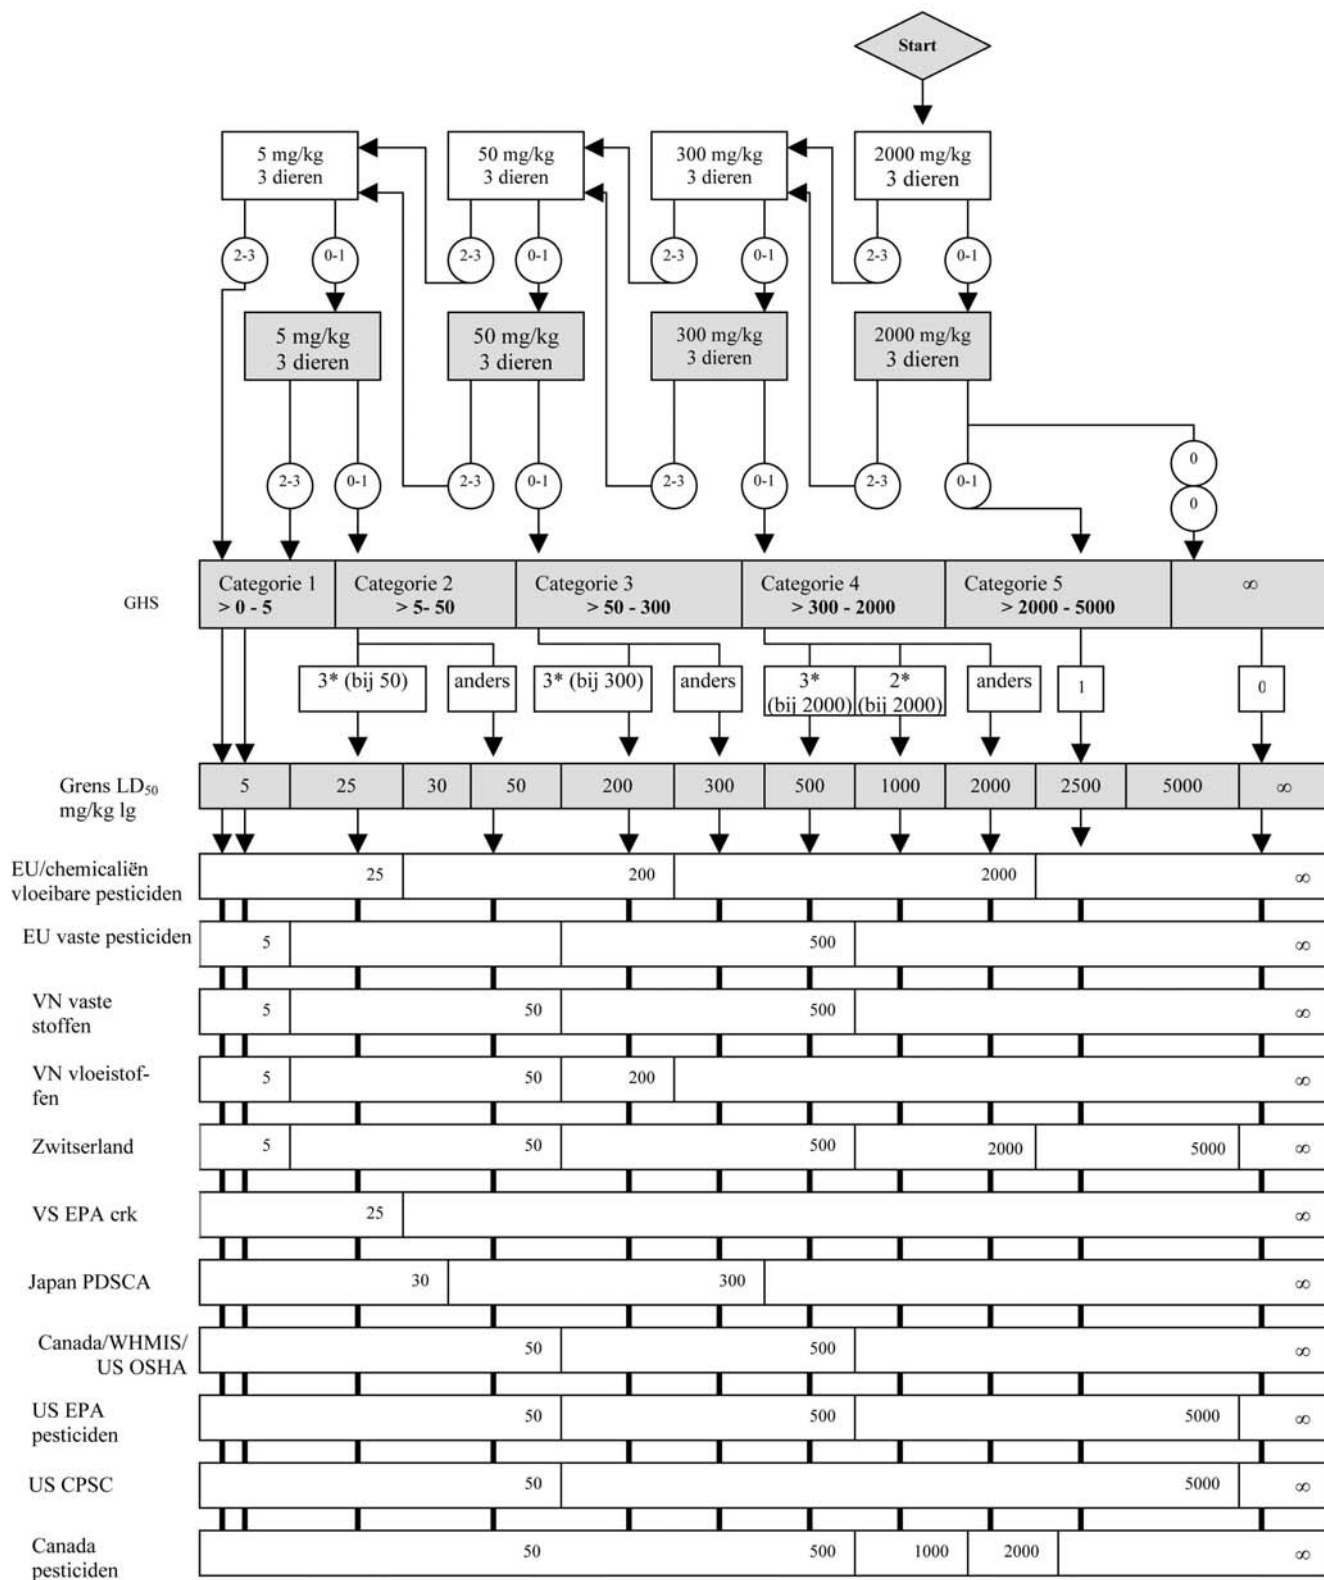 Start
5 mg/kg
3 dieren
50 mg/kg
3 dieren
300 mg/kg
3 dieren
2000 mg/kg
3 dieren
2-3
0-1
2-3
0-1
2-3
0-1
2-3
0-1
5 mg/kg
3 dieren
50 mg/kg
3 dieren
300 mg/kg
3 dieren
2000 mg/kg
3 dieren
0
2-3
0-1
2-3
0-1
2-3
0-1
2-3
0-1
0
GHS
Categorie 1
> 0 - 5
Categorie 2
> 5- 50
Categorie 3
> 50 - 300
Categorie 4
> 300 - 2000
Categorie 5
> 2000 - 5000
∞
3* (bij 50)
anders
3* (bij 300)
anders
3*
(bij 2000)
2*
(bij 2000)
anders
1
0
Grens LD₅₀
mg/kg lg
5
25
30
50
200
300
500
1000
2000
2500
5000
∞
EU/chemicaliën
vloeibare pesticiden
25
200
2000
∞
EU vaste pesticiden
5
500
∞
VN vaste
stoffen
5
50
500
∞
VN vloeistof-
fen
5
50
200
∞
Zwitserland
5
50
500
2000
5000
∞
VS EPA crk
25
∞
Japan PDSCA
30
300
∞
Canada/WHMIS/
US OSHA
50
500
∞
US EPA
pesticiden
50
500
5000
∞
US CPSC
50
5000
∞
Canada
pesticiden
50
500
1000
2000
∞